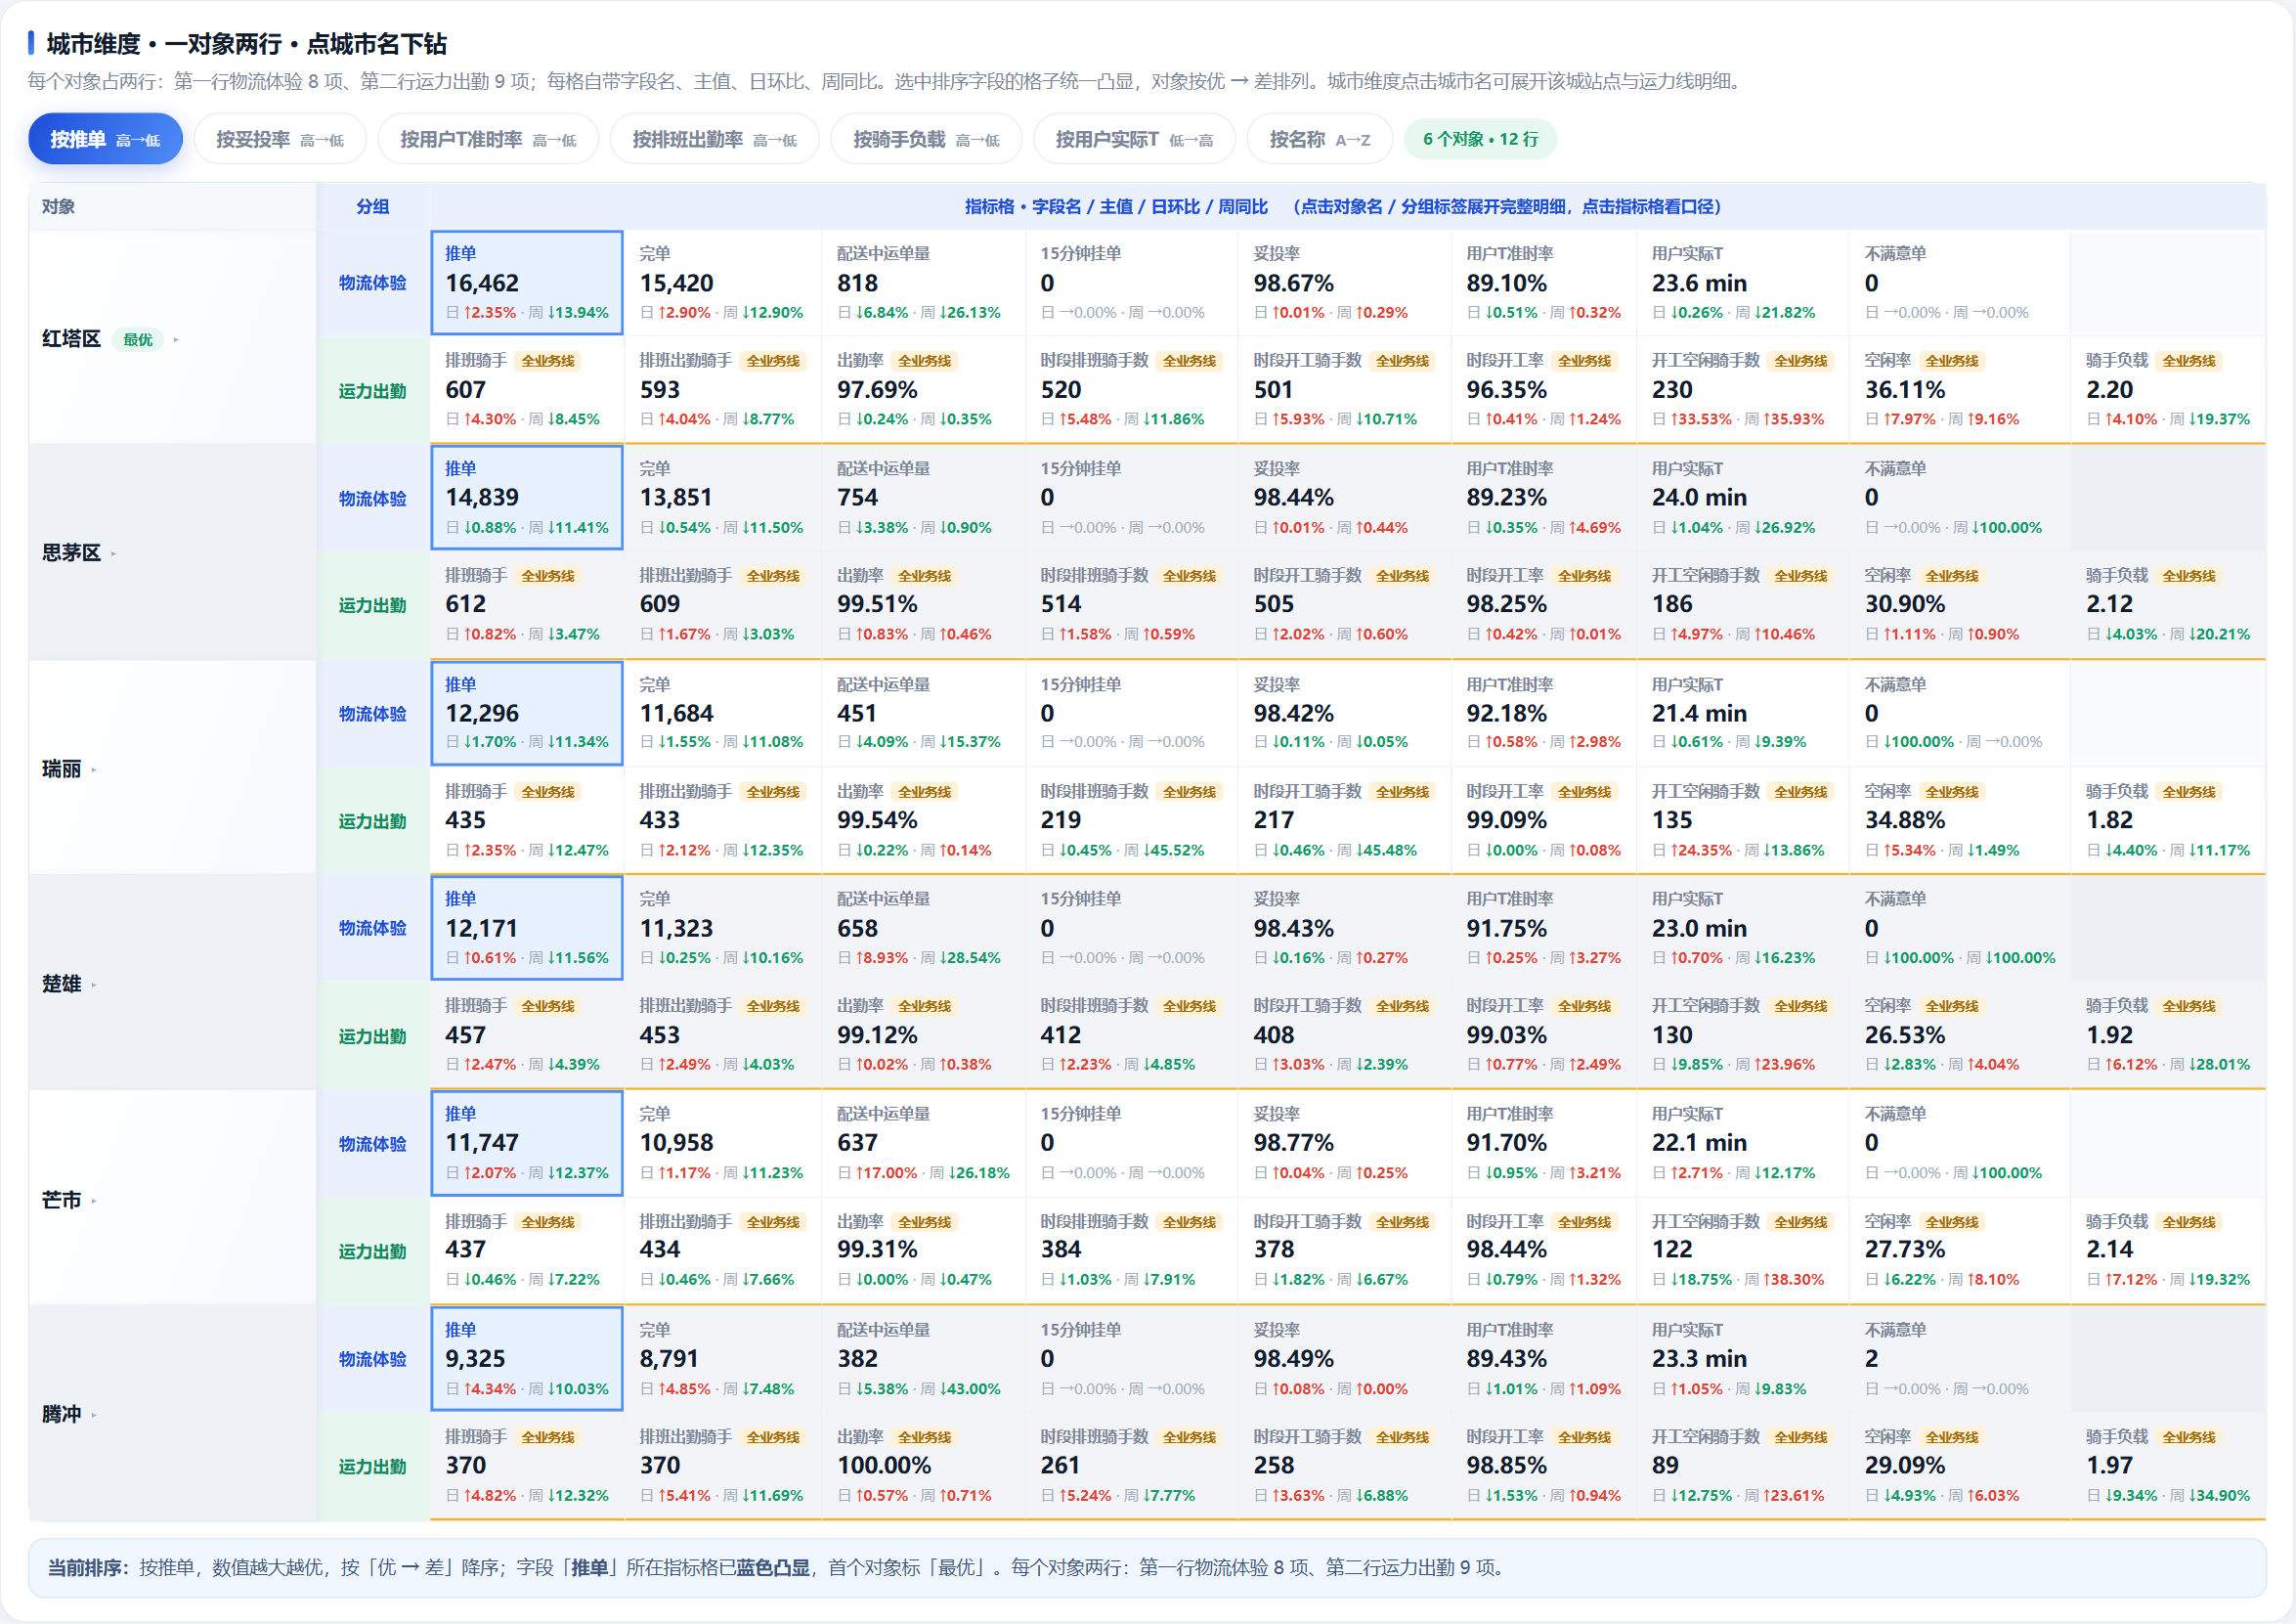 城市维度 • 一对象两行 • 点城市名下钻
每个对象占两行：第一行物流体验 8 项、第二行运力出勤 9 项；每格自带字段名、主值、日环比、周同比。选中排序字段的格子统一凸显，对象按优 → 差排列。城市维度点击城市名可展开该城站点与运力线明细。
按推单 高→低 按妥投率 高→低 按用户T准时率 高→低 按排班出勤率 高→低 按骑手负载 高→低 按用户实际T 低→高 按名称 A→Z 6 个对象 • 12 行
对象 分组 指标格 • 字段名 / 主值 / 日环比 / 周同比 （点击对象名 / 分组标签展开完整明细，点击指标格看口径）
红塔区 最优 ▸
物流体验
推单 完单 配送中运单量 15分钟挂单 妥投率 用户T准时率 用户实际T 不满意单
16,462 15,420 818 0 98.67% 89.10% 23.6 min 0
日 ↑2.35% · 周 ↓13.94% 日 ↑2.90% · 周 ↓12.90% 日 ↓6.84% · 周 ↓26.13% 日 →0.00% · 周 →0.00% 日 ↑0.01% · 周 ↑0.29% 日 ↓0.51% · 周 ↑0.32% 日 ↓0.26% · 周 ↓21.82% 日 →0.00% · 周 →0.00%
运力出勤
排班骑手 全业务线 排班出勤骑手 全业务线 出勤率 全业务线 时段排班骑手数 全业务线 时段开工骑手数 全业务线 时段开工率 全业务线 开工空闲骑手数 全业务线 空闲率 全业务线 骑手负载 全业务线
607 593 97.69% 520 501 96.35% 230 36.11% 2.20
日 ↑4.30% · 周 ↓8.45% 日 ↑4.04% · 周 ↓8.77% 日 ↓0.24% · 周 ↓0.35% 日 ↑5.48% · 周 ↓11.86% 日 ↑5.93% · 周 ↓10.71% 日 ↑0.41% · 周 ↑1.24% 日 ↑33.53% · 周 ↑35.93% 日 ↑7.97% · 周 ↑9.16% 日 ↑4.10% · 周 ↓19.37%
思茅区 ▸
物流体验
推单 完单 配送中运单量 15分钟挂单 妥投率 用户T准时率 用户实际T 不满意单
14,839 13,851 754 0 98.44% 89.23% 24.0 min 0
日 ↓0.88% · 周 ↓11.41% 日 ↓0.54% · 周 ↓11.50% 日 ↓3.38% · 周 ↓0.90% 日 →0.00% · 周 →0.00% 日 ↑0.01% · 周 ↑0.44% 日 ↓0.35% · 周 ↑4.69% 日 ↓1.04% · 周 ↓26.92% 日 →0.00% · 周 ↓100.00%
运力出勤
排班骑手 全业务线 排班出勤骑手 全业务线 出勤率 全业务线 时段排班骑手数 全业务线 时段开工骑手数 全业务线 时段开工率 全业务线 开工空闲骑手数 全业务线 空闲率 全业务线 骑手负载 全业务线
612 609 99.51% 514 505 98.25% 186 30.90% 2.12
日 ↑0.82% · 周 ↓3.47% 日 ↑1.67% · 周 ↓3.03% 日 ↑0.83% · 周 ↑0.46% 日 ↑1.58% · 周 ↑0.59% 日 ↑2.02% · 周 ↑0.60% 日 ↑0.42% · 周 ↑0.01% 日 ↑4.97% · 周 ↑10.46% 日 ↑1.11% · 周 ↑0.90% 日 ↓4.03% · 周 ↓20.21%
瑞丽 ▸
物流体验
推单 完单 配送中运单量 15分钟挂单 妥投率 用户T准时率 用户实际T 不满意单
12,296 11,684 451 0 98.42% 92.18% 21.4 min 0
日 ↓1.70% · 周 ↓11.34% 日 ↓1.55% · 周 ↓11.08% 日 ↓4.09% · 周 ↓15.37% 日 →0.00% · 周 →0.00% 日 ↓0.11% · 周 ↓0.05% 日 ↑0.58% · 周 ↑2.98% 日 ↓0.61% · 周 ↓9.39% 日 ↓100.00% · 周 →0.00%
运力出勤
排班骑手 全业务线 排班出勤骑手 全业务线 出勤率 全业务线 时段排班骑手数 全业务线 时段开工骑手数 全业务线 时段开工率 全业务线 开工空闲骑手数 全业务线 空闲率 全业务线 骑手负载 全业务线
435 433 99.54% 219 217 99.09% 135 34.88% 1.82
日 ↑2.35% · 周 ↓12.47% 日 ↑2.12% · 周 ↓12.35% 日 ↓0.22% · 周 ↑0.14% 日 ↓0.45% · 周 ↓45.52% 日 ↓0.46% · 周 ↓45.48% 日 ↓0.00% · 周 ↑0.08% 日 ↑24.35% · 周 ↓13.86% 日 ↑5.34% · 周 ↓1.49% 日 ↓4.40% · 周 ↓11.17%
楚雄 ▸
物流体验
推单 完单 配送中运单量 15分钟挂单 妥投率 用户T准时率 用户实际T 不满意单
12,171 11,323 658 0 98.43% 91.75% 23.0 min 0
日 ↑0.61% · 周 ↓11.56% 日 ↓0.25% · 周 ↓10.16% 日 ↑8.93% · 周 ↓28.54% 日 →0.00% · 周 →0.00% 日 ↓0.16% · 周 ↑0.27% 日 ↑0.25% · 周 ↑3.27% 日 ↑0.70% · 周 ↓16.23% 日 ↓100.00% · 周 ↓100.00%
运力出勤
排班骑手 全业务线 排班出勤骑手 全业务线 出勤率 全业务线 时段排班骑手数 全业务线 时段开工骑手数 全业务线 时段开工率 全业务线 开工空闲骑手数 全业务线 空闲率 全业务线 骑手负载 全业务线
457 453 99.12% 412 408 99.03% 130 26.53% 1.92
日 ↑2.47% · 周 ↓4.39% 日 ↑2.49% · 周 ↓4.03% 日 ↑0.02% · 周 ↑0.38% 日 ↑2.23% · 周 ↓4.85% 日 ↑3.03% · 周 ↓2.39% 日 ↑0.77% · 周 ↑2.49% 日 ↓9.85% · 周 ↑23.96% 日 ↓2.83% · 周 ↑4.04% 日 ↑6.12% · 周 ↓28.01%
芒市 ▸
物流体验
推单 完单 配送中运单量 15分钟挂单 妥投率 用户T准时率 用户实际T 不满意单
11,747 10,958 637 0 98.77% 91.70% 22.1 min 0
日 ↑2.07% · 周 ↓12.37% 日 ↑1.17% · 周 ↓11.23% 日 ↑17.00% · 周 ↓26.18% 日 →0.00% · 周 →0.00% 日 ↑0.04% · 周 ↑0.25% 日 ↓0.95% · 周 ↑3.21% 日 ↑2.71% · 周 ↓12.17% 日 →0.00% · 周 ↓100.00%
运力出勤
排班骑手 全业务线 排班出勤骑手 全业务线 出勤率 全业务线 时段排班骑手数 全业务线 时段开工骑手数 全业务线 时段开工率 全业务线 开工空闲骑手数 全业务线 空闲率 全业务线 骑手负载 全业务线
437 434 99.31% 384 378 98.44% 122 27.73% 2.14
日 ↓0.46% · 周 ↓7.22% 日 ↓0.46% · 周 ↓7.66% 日 ↓0.00% · 周 ↓0.47% 日 ↓1.03% · 周 ↓7.91% 日 ↓1.82% · 周 ↓6.67% 日 ↓0.79% · 周 ↑1.32% 日 ↓18.75% · 周 ↑38.30% 日 ↓6.22% · 周 ↑8.10% 日 ↑7.12% · 周 ↓19.32%
腾冲 ▸
物流体验
推单 完单 配送中运单量 15分钟挂单 妥投率 用户T准时率 用户实际T 不满意单
9,325 8,791 382 0 98.49% 89.43% 23.3 min 2
日 ↑4.34% · 周 ↓10.03% 日 ↑4.85% · 周 ↓7.48% 日 ↓5.38% · 周 ↓43.00% 日 →0.00% · 周 →0.00% 日 ↑0.08% · 周 ↑0.00% 日 ↓1.01% · 周 ↑1.09% 日 ↑1.05% · 周 ↓9.83% 日 →0.00% · 周 →0.00%
运力出勤
排班骑手 全业务线 排班出勤骑手 全业务线 出勤率 全业务线 时段排班骑手数 全业务线 时段开工骑手数 全业务线 时段开工率 全业务线 开工空闲骑手数 全业务线 空闲率 全业务线 骑手负载 全业务线
370 370 100.00% 261 258 98.85% 89 29.09% 1.97
日 ↑4.82% · 周 ↓12.32% 日 ↑5.41% · 周 ↓11.69% 日 ↑0.57% · 周 ↑0.71% 日 ↑5.24% · 周 ↓7.77% 日 ↑3.63% · 周 ↓6.88% 日 ↓1.53% · 周 ↑0.94% 日 ↓12.75% · 周 ↑23.61% 日 ↓4.93% · 周 ↑6.03% 日 ↓9.34% · 周 ↓34.90%
当前排序：按推单，数值越大越优，按「优 → 差」降序；字段「推单」所在指标格已蓝色凸显，首个对象标「最优」。每个对象两行：第一行物流体验 8 项、第二行运力出勤 9 项。